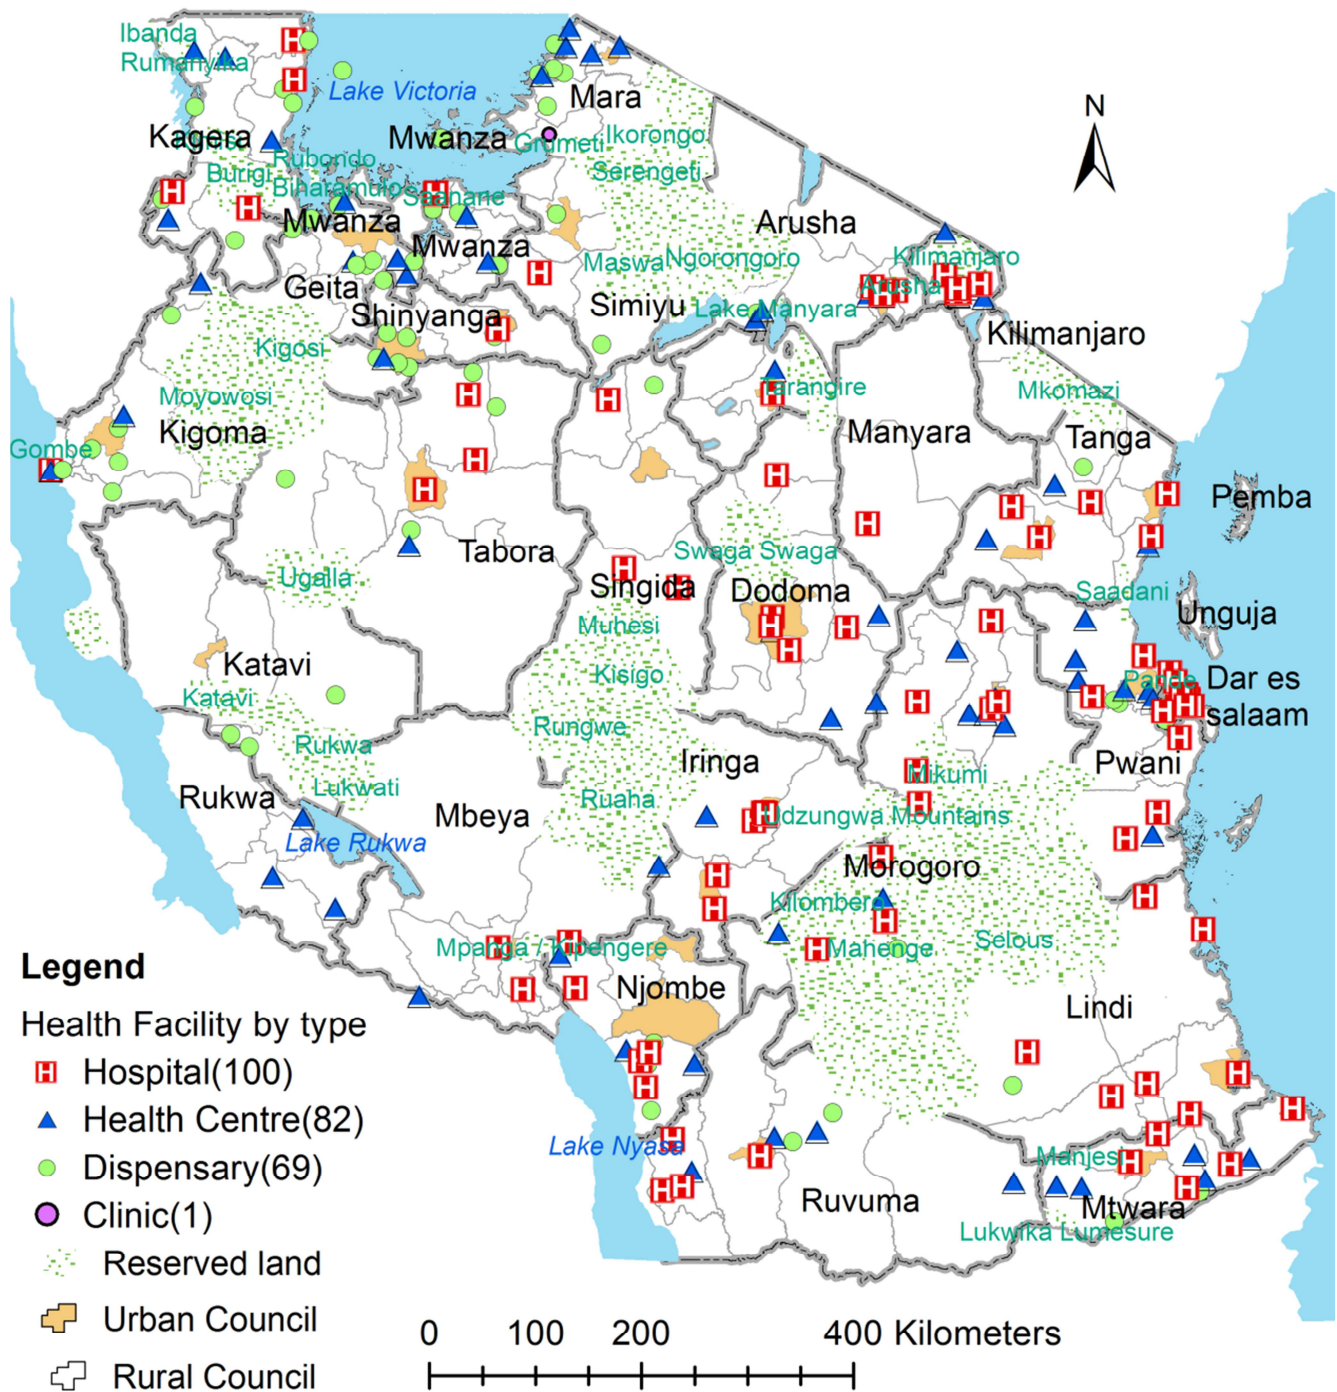 Ibanda
Rumanyika
Lake Victoria
Mara
N
Kagera
Mwanza
Grumeti
Ikorongo
Rubondo
Burigi
Serengeti
Biharamulo
Saanane
Mwanza
Arusha
Mwanza
Maswa
Ngorongoro
Kilimanjaro
Geita
Arusha
Simiyu
Lake Manyara
Shinyanga
Kilimanjaro
Kigosi
Moyowosi
Tarangire
Mkomazi
Kigoma
Manyara
Tanga
Gombe
Pemba
Tabora
Swaga Swaga
Ugalla
Singida
Dodoma
Saadani
Unguja
Muhesi
Katavi
Kisigo
Pande
Dar es
salaam
Katavi
Rungwe
Rukwa
Iringa
Pwani
Mikumi
Lukwati
Rukwa
Ruaha
Mbeya
Udzungwa Mountains
Lake Rukwa
Morogoro
Kilombero
Mpanga / Kipengere
Mahenge
Selous
Njombe
Lindi
Lake Nyasa
Manjesi
Ruvuma
Mtwara
Lukwika Lumesure
Legend
Health Facility by type
H Hospital(100)
Health Centre(82)
Dispensary(69)
Clinic(1)
Reserved land
Urban Council
Rural Council
0 100 200 400 Kilometers